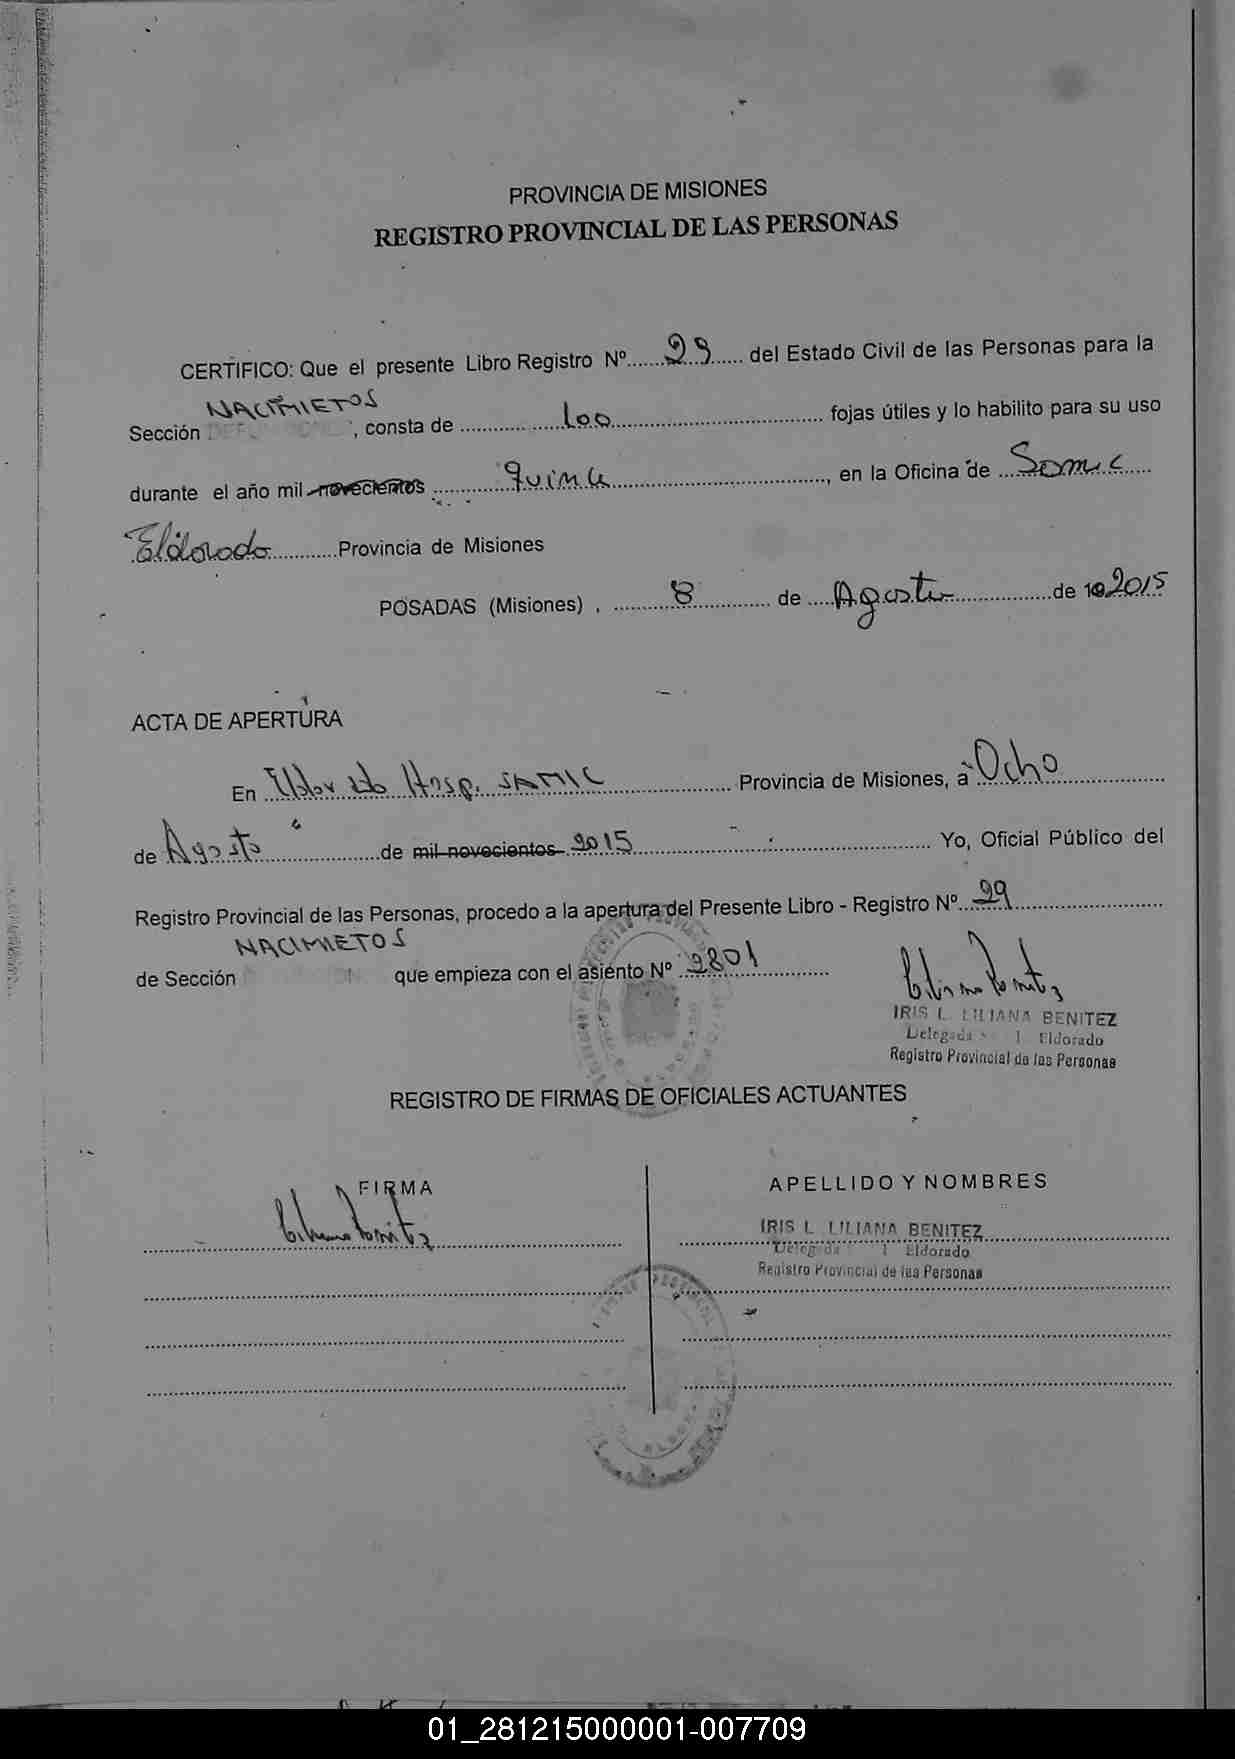 PROVINCIA DE MISIONES
REGISTRO PROVINCIAL DE LAS PERSONAS
CERTIFICO: Que el presente Libro Registro Nº......29...... del Estado Civil de las Personas para la
NACIMIETOS
Sección , consta de ............100............ fojas útiles y lo habilito para su uso
durante el año mil novecientos ............quince............, en la Oficina de ...Samic...
Eldorado............Provincia de Misiones
POSADAS (Misiones) , ............8............ de ....Agosto............de 192015
ACTA DE APERTURA
En ..Eldorado Hosp. SAMIC............ Provincia de Misiones, a Ocho............
de Agosto............de mil novecientos 2015............ Yo, Oficial Público del
Registro Provincial de las Personas, procedo a la apertura del Presente Libro - Registro Nº...29............
NACIMIETOS
de Sección que empieza con el asiento Nº ..2801............
IRIS L. LILIANA BENITEZ
Delegada Eldorado
Registro Provincial de las Personas
REGISTRO DE FIRMAS DE OFICIALES ACTUANTES
FIRMA APELLIDO Y NOMBRES
IRIS L. LILIANA BENITEZ
Delegada Eldorado
Registro Provincial de las Personas
01_281215000001-007709